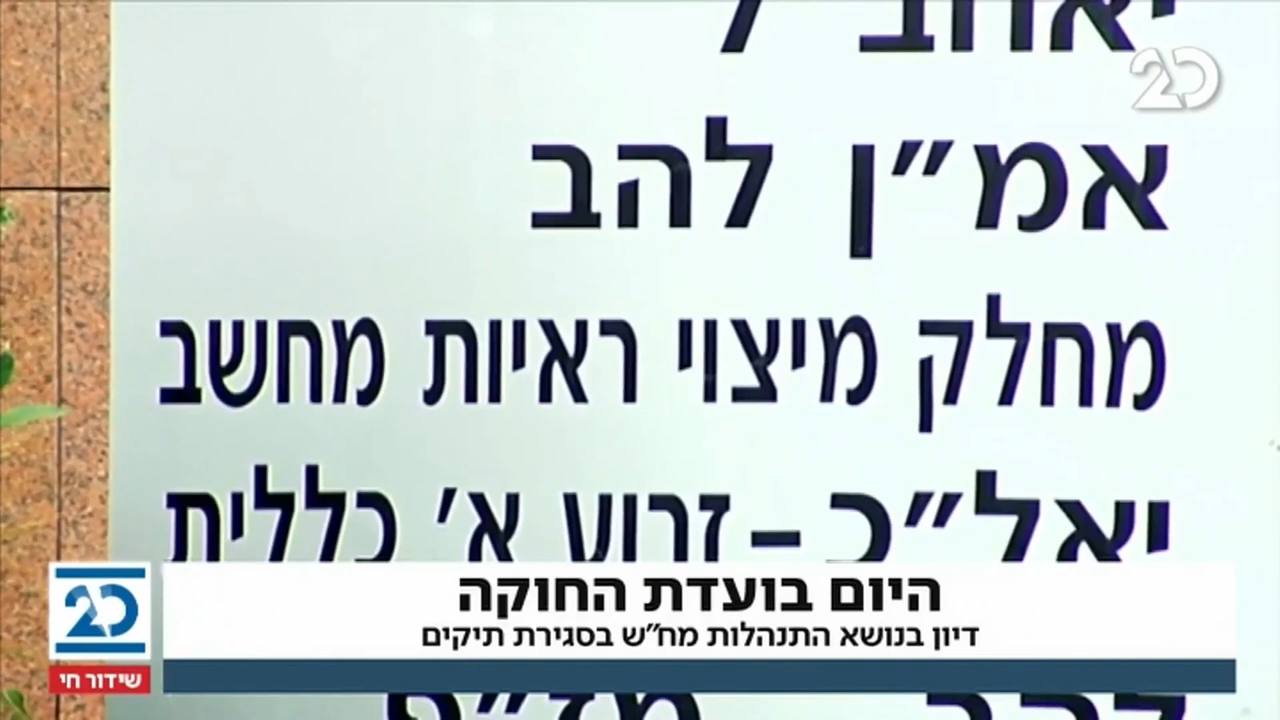 20
אמ"ן להב
מחלק מיצוי ראיות מחשב
יאל"כ – זרוע א' כללית
היום בועדת החוקה
דיון בנושא התנהלות מח"ש בסגירת תיקים
20
שידור חי